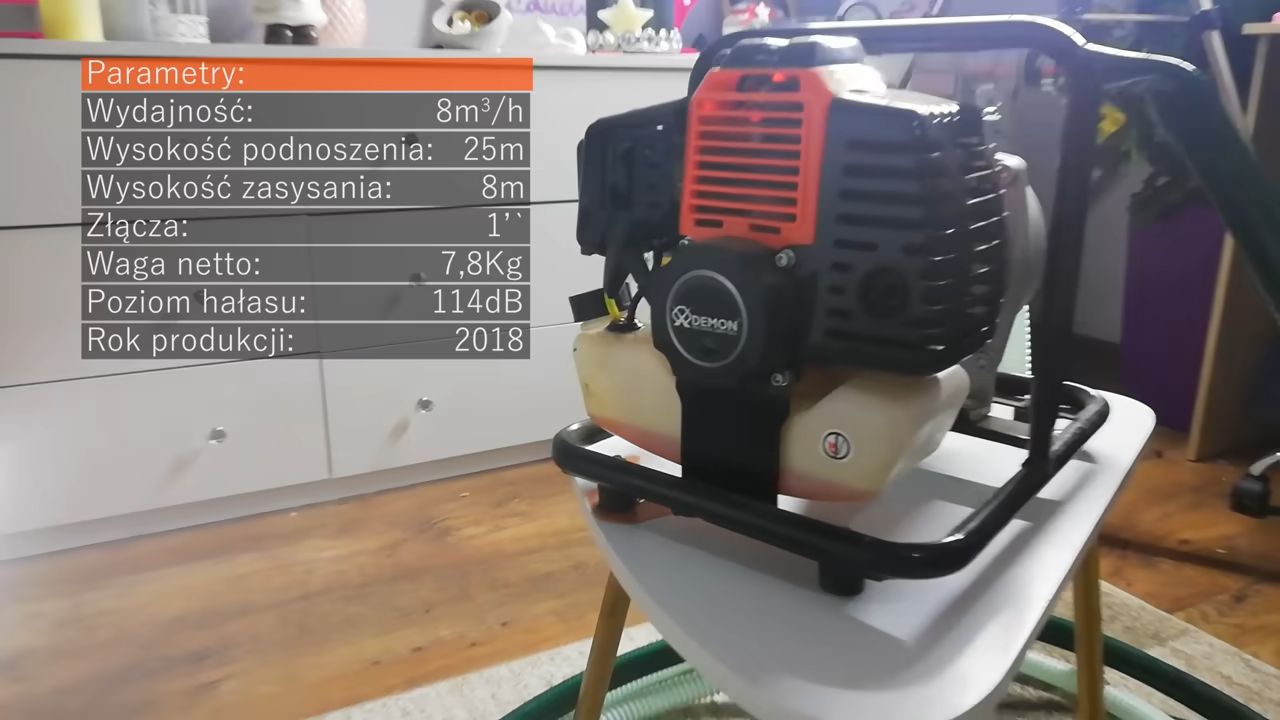 Parametry:
Wydajność: 8m³/h
Wysokość podnoszenia: 25m
Wysokość zasysania: 8m
Złącza: 1’`
Waga netto: 7,8Kg
Poziom hałasu: 114dB
Rok produkcji: 2018
DEMON